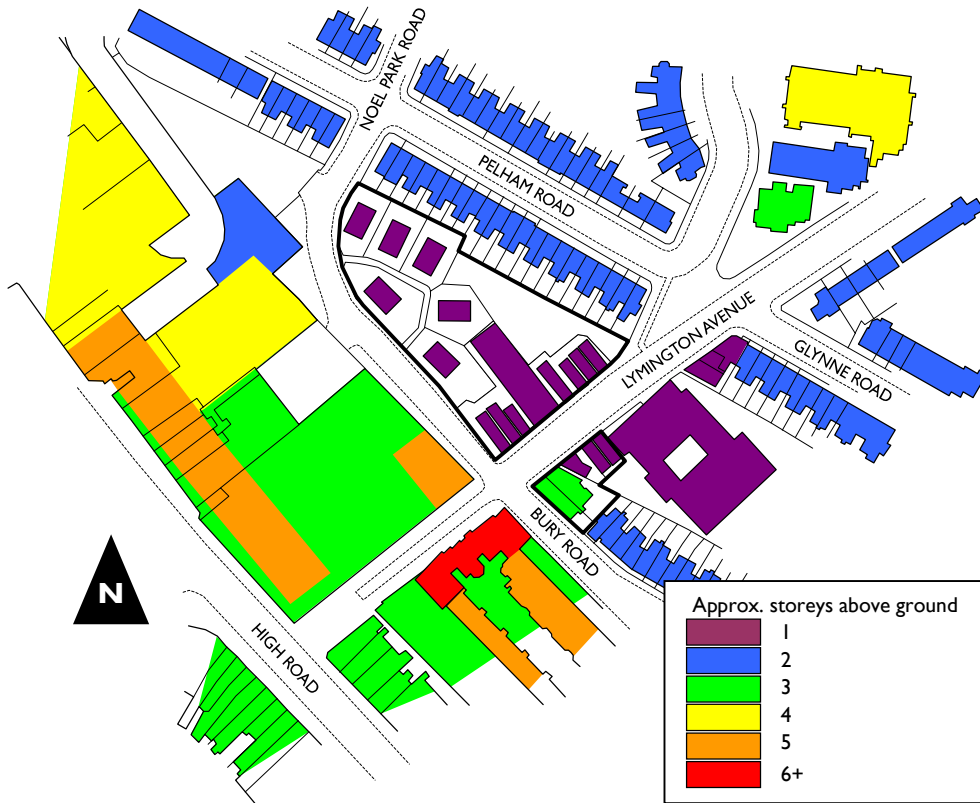 NOEL PARK ROAD
PELHAM ROAD
LYMINGTON AVENUE
GLYNNE ROAD
BURY ROAD
HIGH ROAD
N
Approx. storeys above ground
1
2
3
4
5
6+